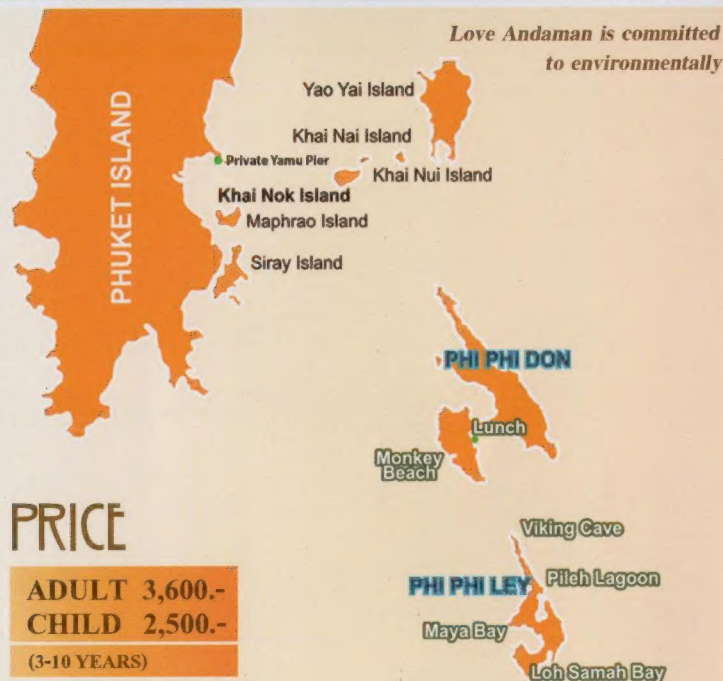 Love Andaman is committed
to environmentally
Yao Yai Island
Khai Nai Island
Private Yamu Pier
Khai Nui Island
Khai Nok Island
Maphrao Island
Siray Island
PHUKET ISLAND
PHI PHI DON
Lunch
Monkey
Beach
PRICE
ADULT 3,600.-
CHILD 2,500.-
(3-10 YEARS)
Viking Cave
PHI PHI LEY
Pileh Lagoon
Maya Bay
Loh Samah Bay